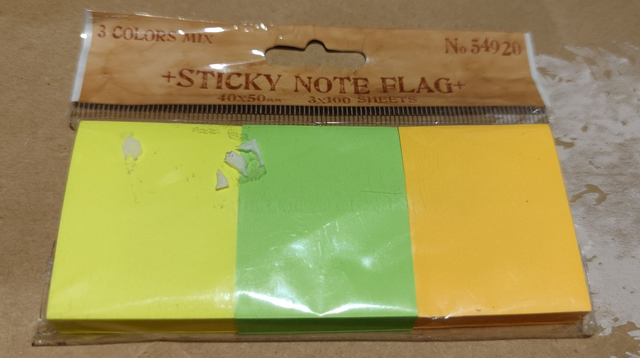 3 COLORS MIX
No 54920
+STICKY NOTE FLAG+
40x50mm 3x100 SHEETS